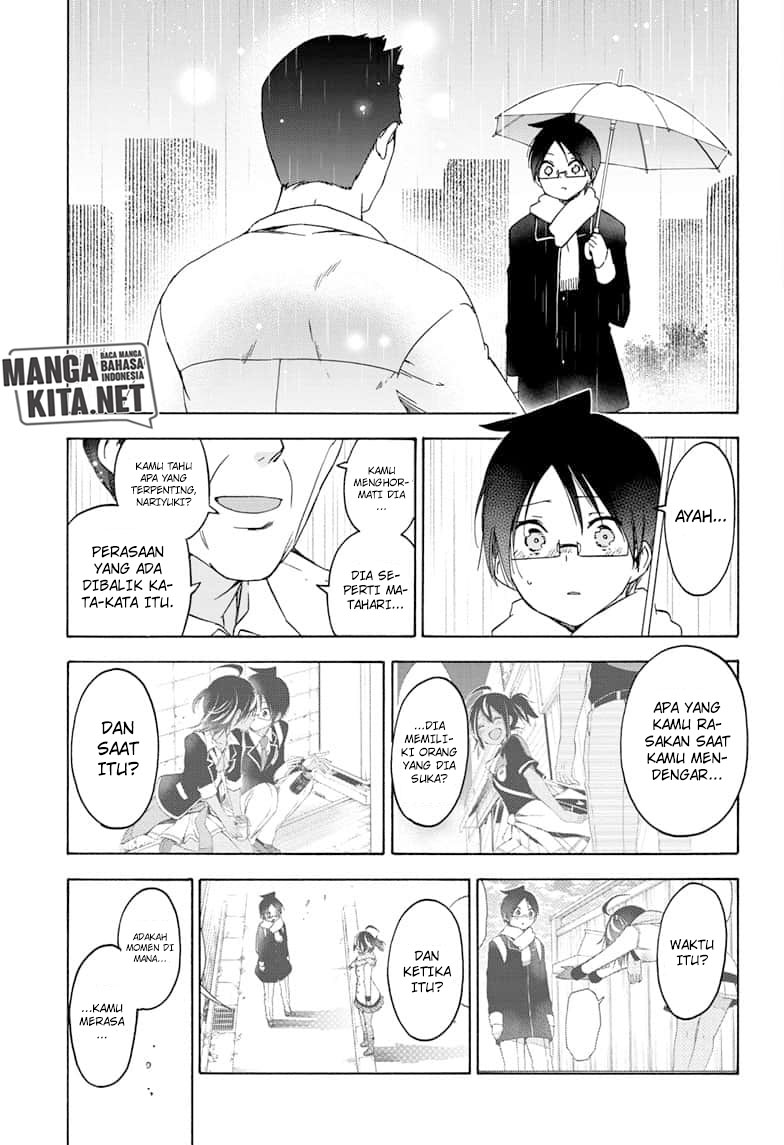 MANGA
KITA.NET
BACA MANGA
BAHASA
INDONESIA
AYAH...
KAMU
MENGHOR-
MATI DIA
...
DIA SE-
PERTI MA-
TAHARI...
KAMU TAHU
APA YANG
TERPENTING,
NARIYUKI?
PERASAAN
YANG ADA
DIBALIK KA-
TA-KATA ITU.
APA YANG
KAMU RA-
SAKAN SAAT
KAMU MEN-
DENGAR...
...DIA
MEMILI-
KI ORANG
YANG DIA
SUKA?
DAN
SAAT
ITU?
WAKTU
ITU?
DAN
KETIKA
ITU?
ADAKAH
MOMEN DI
MANA...
...KAMU
MERASA
...